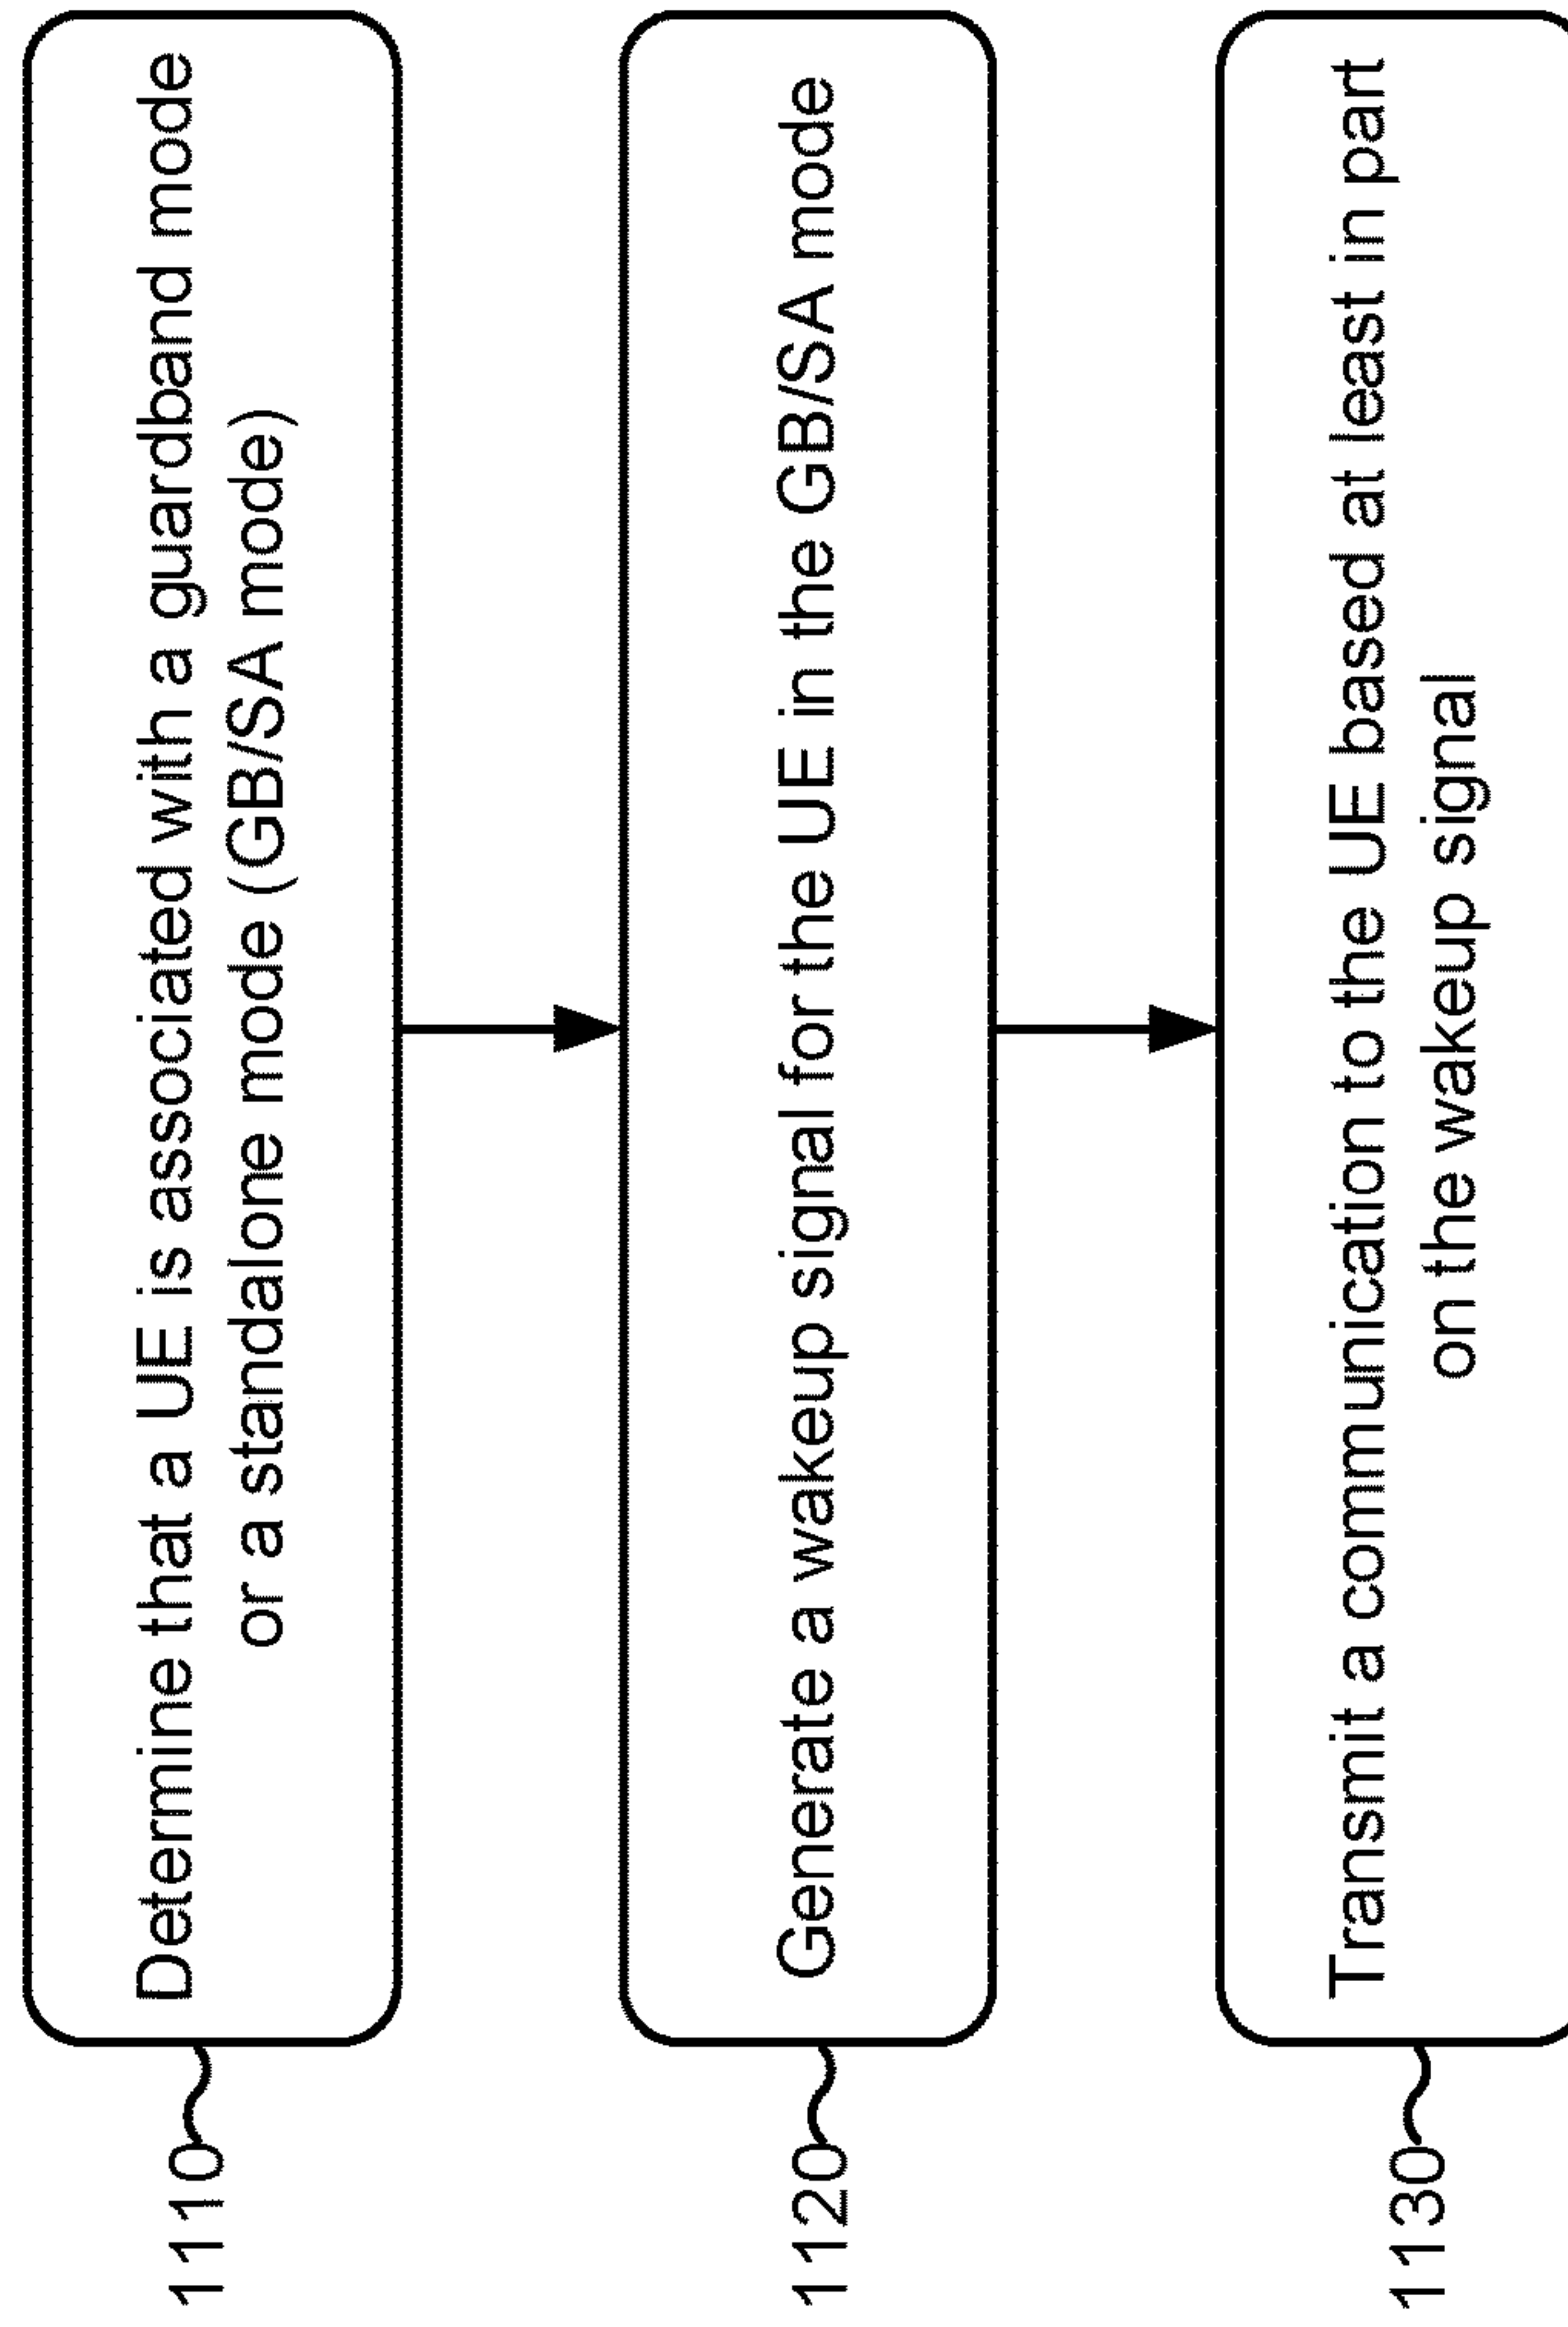 1110
Determine that a UE is associated with a guardband mode
or a standalone mode (GB/SA mode)
1120
Generate a wakeup signal for the UE in the GB/SA mode
1130
Transmit a communication to the UE based at least in part
on the wakeup signal